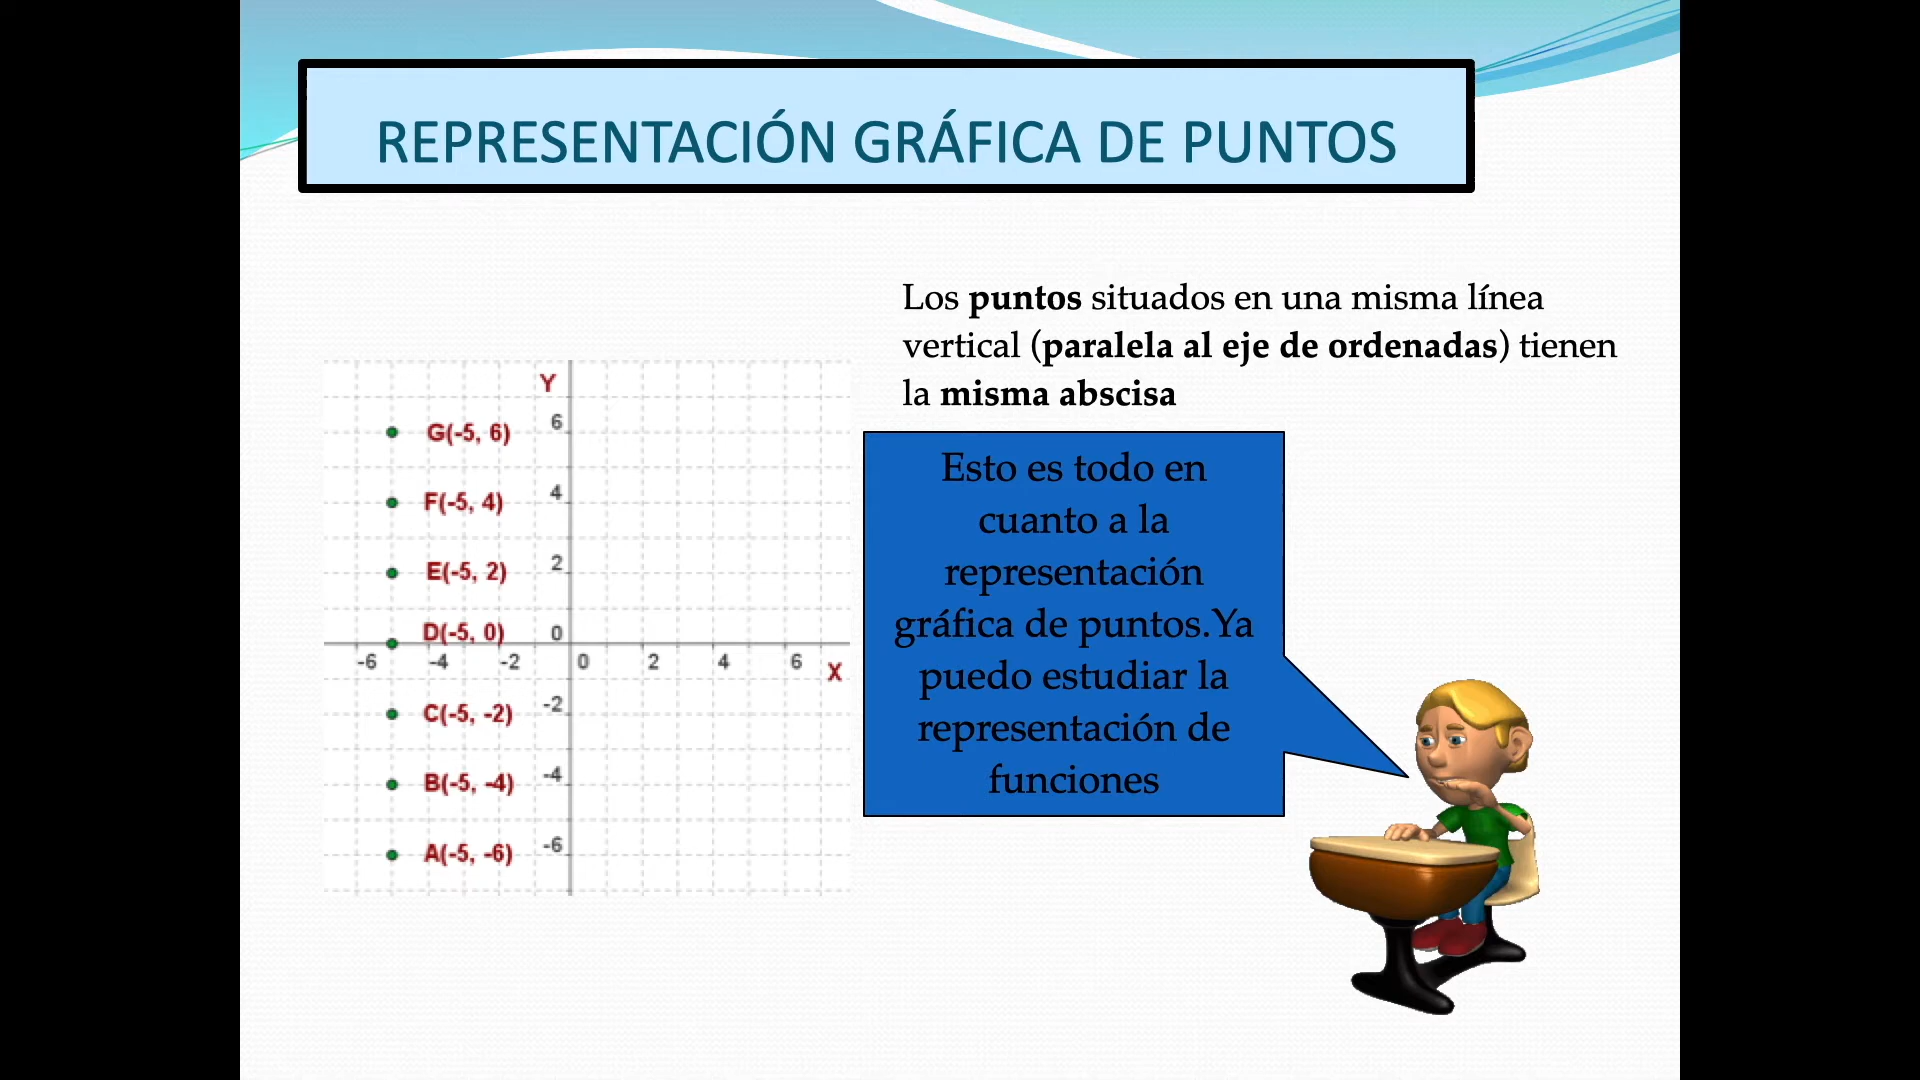 REPRESENTACIÓN GRÁFICA DE PUNTOS
Los puntos situados en una misma línea
vertical (paralela al eje de ordenadas) tienen
la misma abscisa
Y
6
G(-5, 6)
4
F(-5, 4)
2
E(-5, 2)
0
D(-5, 0)
-6 -4 -2 0 2 4 6 X
-2
C(-5, -2)
-4
B(-5, -4)
-6
A(-5, -6)
Esto es todo en
cuanto a la
representación
gráfica de puntos.Ya
puedo estudiar la
representación de
funciones